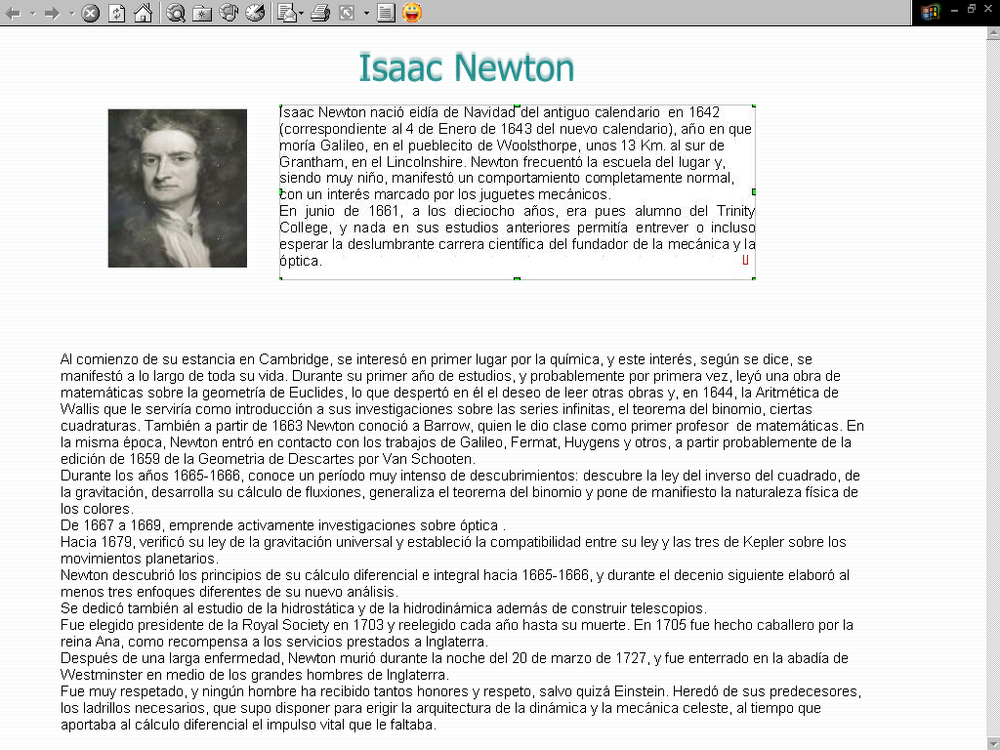 Isaac Newton
Isaac Newton nació eldía de Navidad del antiguo calendario en 1642
(correspondiente al 4 de Enero de 1643 del nuevo calendario), año en que
moría Galileo, en el pueblecito de Woolsthorpe, unos 13 Km. al sur de
Grantham, en el Lincolnshire. Newton frecuentó la escuela del lugar y,
siendo muy niño, manifestó un comportamiento completamente normal,
con un interés marcado por los juguetes mecánicos.
En junio de 1661, a los dieciocho años, era pues alumno del Trinity
College, y nada en sus estudios anteriores permitía entrever o incluso
esperar la deslumbrante carrera científica del fundador de la mecánica y la
óptica.
Al comienzo de su estancia en Cambridge, se interesó en primer lugar por la química, y este interés, según se dice, se
manifestó a lo largo de toda su vida. Durante su primer año de estudios, y probablemente por primera vez, leyó una obra de
matemáticas sobre la geometría de Euclides, lo que despertó en él el deseo de leer otras obras y, en 1644, la Aritmética de
Wallis que le serviría como introducción a sus investigaciones sobre las series infinitas, el teorema del binomio, ciertas
cuadraturas. También a partir de 1663 Newton conoció a Barrow, quien le dio clase como primer profesor de matemáticas. En
la misma época, Newton entró en contacto con los trabajos de Galileo, Fermat, Huygens y otros, a partir probablemente de la
edición de 1659 de la Geometria de Descartes por Van Schooten.
Durante los años 1665-1666, conoce un período muy intenso de descubrimientos: descubre la ley del inverso del cuadrado, de
la gravitación, desarrolla su cálculo de fluxiones, generaliza el teorema del binomio y pone de manifiesto la naturaleza física de
los colores.
De 1667 a 1669, emprende activamente investigaciones sobre óptica .
Hacia 1679, verificó su ley de la gravitación universal y estableció la compatibilidad entre su ley y las tres de Kepler sobre los
movimientos planetarios.
Newton descubrió los principios de su cálculo diferencial e integral hacia 1665-1666, y durante el decenio siguiente elaboró al
menos tres enfoques diferentes de su nuevo análisis.
Se dedicó también al estudio de la hidrostática y de la hidrodinámica además de construir telescopios.
Fue elegido presidente de la Royal Society en 1703 y reelegido cada año hasta su muerte. En 1705 fue hecho caballero por la
reina Ana, como recompensa a los servicios prestados a Inglaterra.
Después de una larga enfermedad, Newton murió durante la noche del 20 de marzo de 1727, y fue enterrado en la abadía de
Westminster en medio de los grandes hombres de Inglaterra.
Fue muy respetado, y ningún hombre ha recibido tantos honores y respeto, salvo quizá Einstein. Heredó de sus predecesores,
los ladrillos necesarios, que supo disponer para erigir la arquitectura de la dinámica y la mecánica celeste, al tiempo que
aportaba al cálculo diferencial el impulso vital que le faltaba.